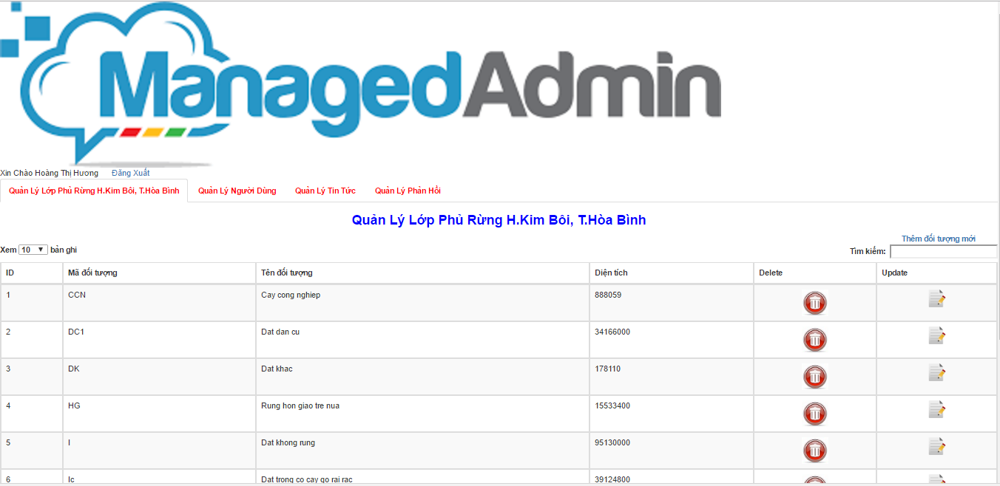 ManagedAdmin
Xin Chào Hoàng Thị Hương Đăng Xuất
Quản Lý Lớp Phủ Rừng H.Kim Bôi, T.Hòa Bình Quản Lý Người Dùng Quản Lý Tin Tức Quản Lý Phản Hồi
Quản Lý Lớp Phủ Rừng H.Kim Bôi, T.Hòa Bình
Thêm đối tượng mới
Xem 10 bản ghi Tìm kiếm:
ID Mã đối tượng Tên đối tượng Diện tích Delete Update
1 CCN Cay cong nghiep 888059
2 DC1 Dat dan cu 34166000
3 DK Dat khac 178110
4 HG Rung hon giao tre nua 15533400
5 I Dat khong rung 95130000
6 Ic Dat trong co cay go rai rac 39124800